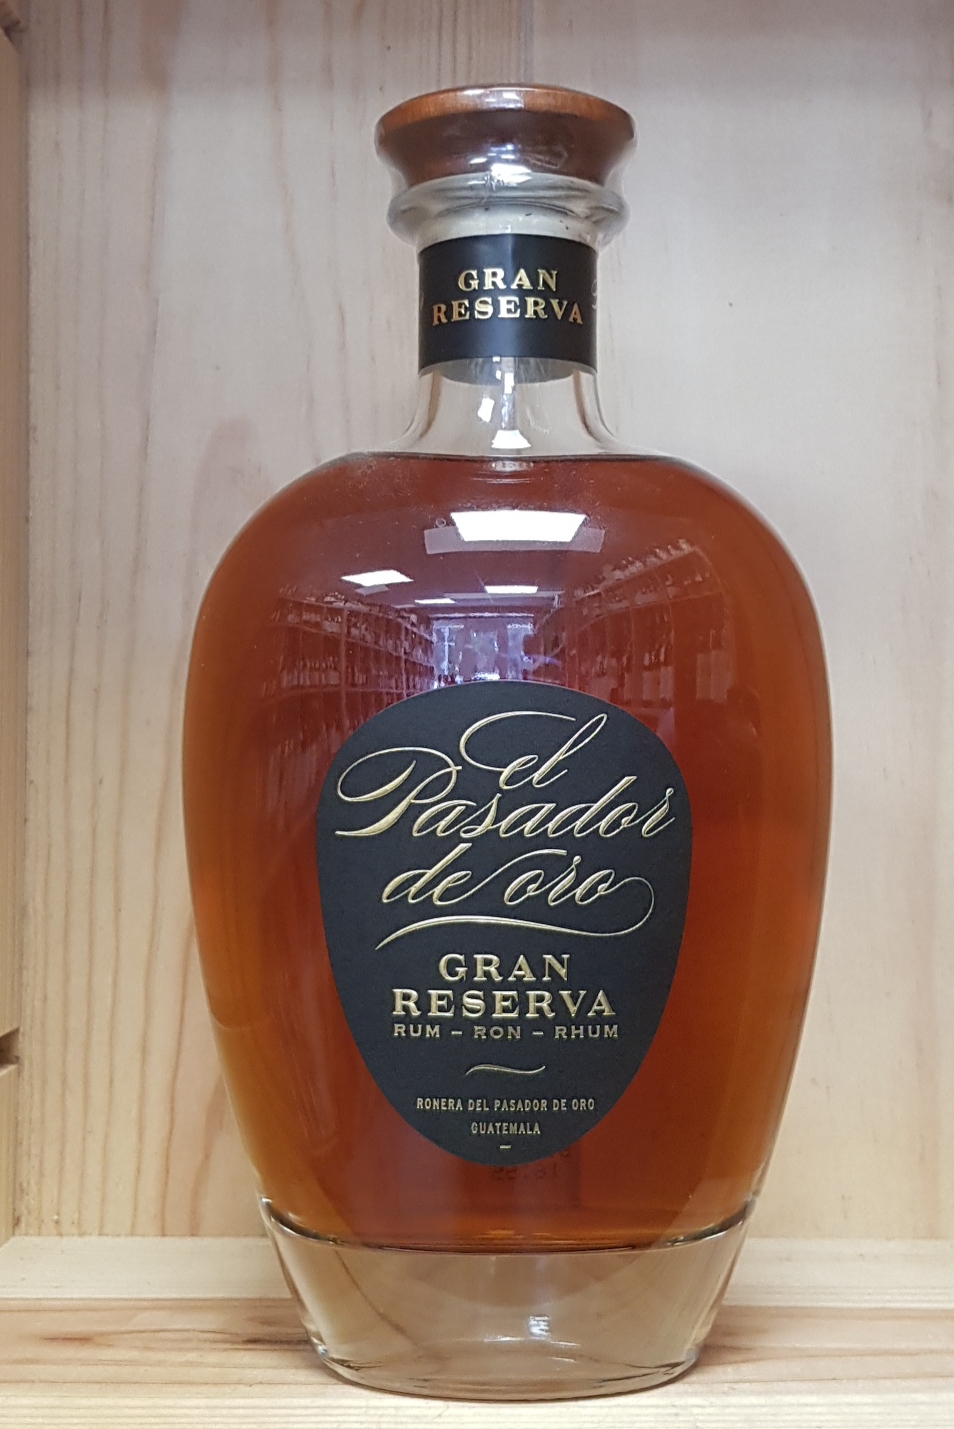 GRAN
RESERVA
el
Pasador
de oro
GRAN
RESERVA
RUM – RON – RHUM
RONERA DEL PASADOR DE ORO
GUATEMALA